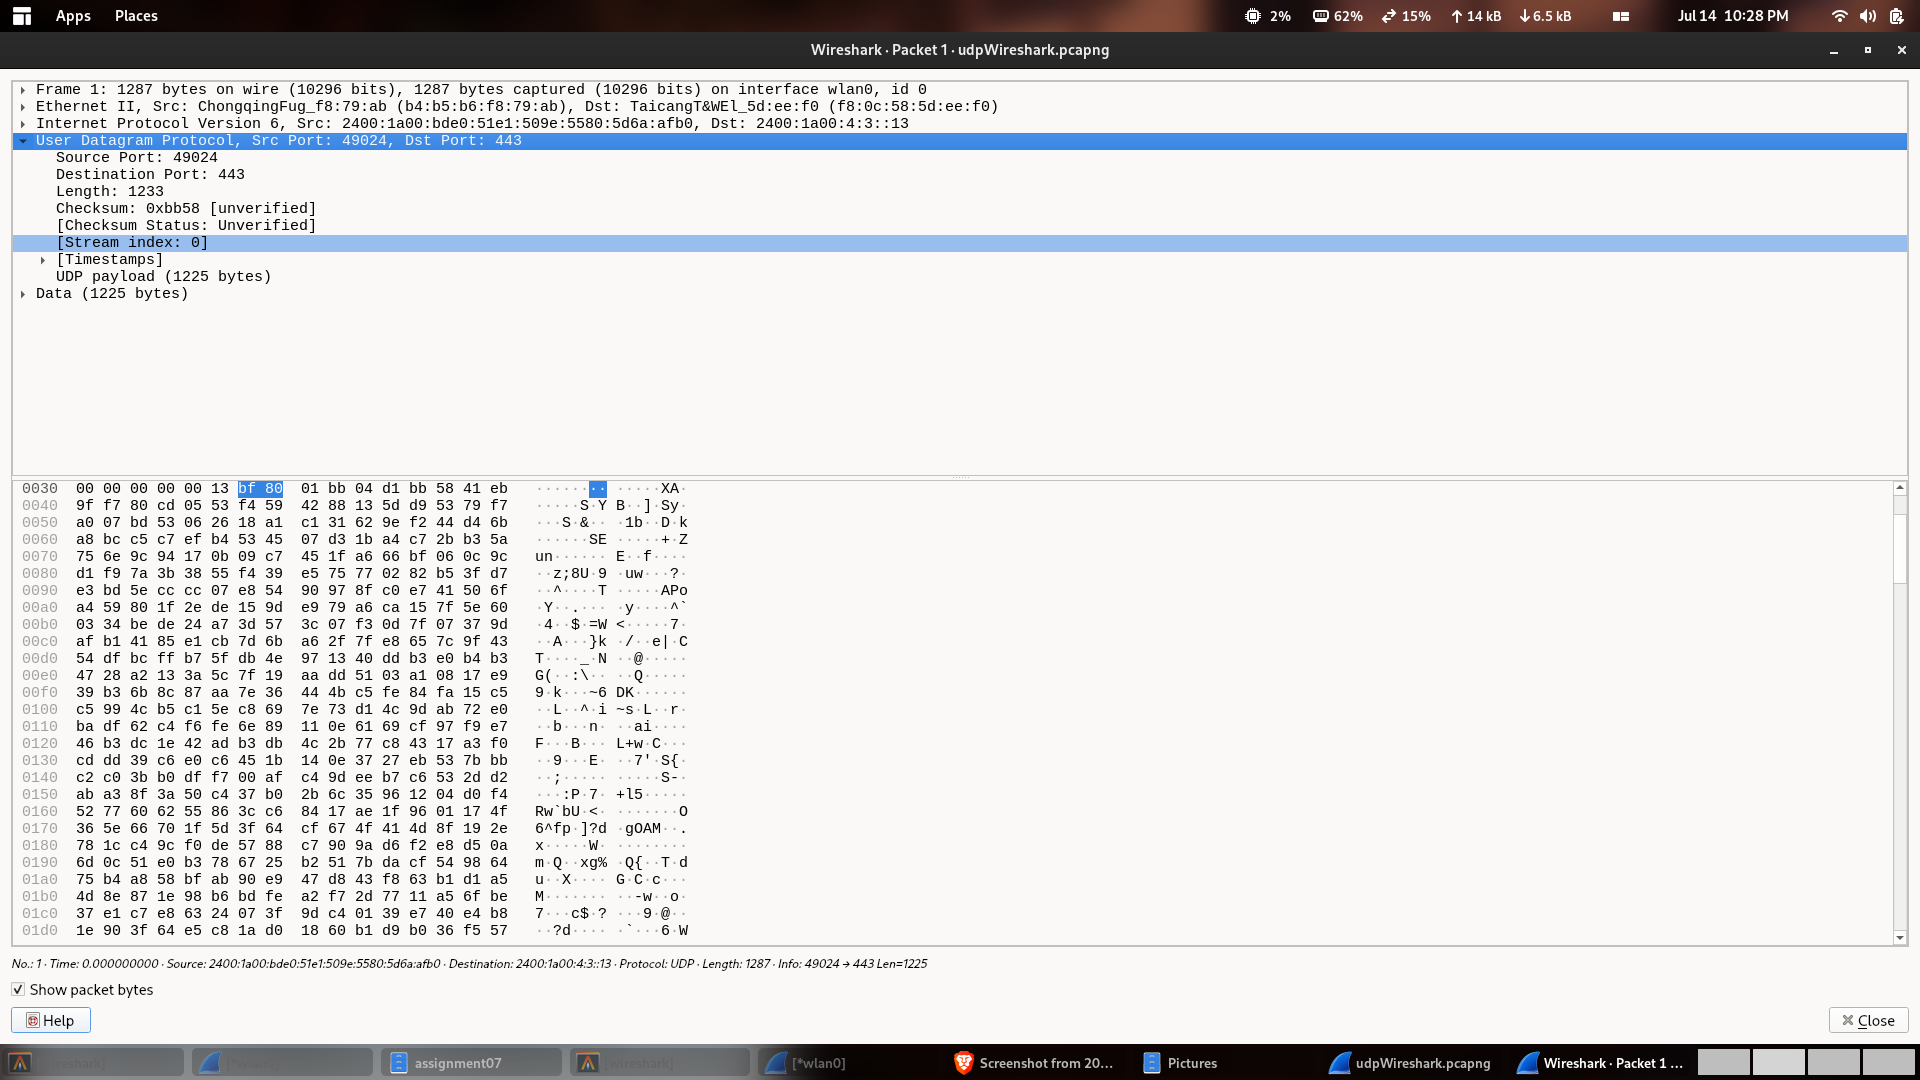 Apps Places 2% 62% 15% 14 kB 6.5 kB Jul 14 10:28 PM
Wireshark · Packet 1 · udpWireshark.pcapng
Frame 1: 1287 bytes on wire (10296 bits), 1287 bytes captured (10296 bits) on interface wlan0, id 0
Ethernet II, Src: ChongqingFug_f8:79:ab (b4:b5:b6:f8:79:ab), Dst: TaicangT&WEl_5d:ee:f0 (f8:0c:58:5d:ee:f0)
Internet Protocol Version 6, Src: 2400:1a00:bde0:51e1:509e:5580:5d6a:afb0, Dst: 2400:1a00:4:3::13
User Datagram Protocol, Src Port: 49024, Dst Port: 443
Source Port: 49024
Destination Port: 443
Length: 1233
Checksum: 0xbb58 [unverified]
[Checksum Status: Unverified]
[Stream index: 0]
[Timestamps]
UDP payload (1225 bytes)
Data (1225 bytes)
0030 00 00 00 00 00 13 bf 80 01 bb 04 d1 bb 58 41 eb ········ ·····XA·
0040 9f f7 80 cd 05 53 f4 59 42 88 13 5d d9 53 79 f7 ·····S·Y B··]·Sy·
0050 a0 07 bd 53 06 26 18 a1 c1 31 62 9e f2 44 d4 6b ···S·&·· ·1b··D·k
0060 a8 bc c5 c7 ef b4 53 45 07 d3 1b a4 c7 2b b3 5a ······SE ·····+·Z
0070 75 6e 9c 94 17 0b 09 c7 45 1f a6 66 bf 06 0c 9c un······ E··f····
0080 d1 f9 7a 3b 38 55 f4 39 e5 75 77 02 82 b5 3f d7 ··z;8U·9 ·uw···?·
0090 e3 bd 5e cc cc 07 e8 54 90 97 8f c0 e7 41 50 6f ··^····T ·····APo
00a0 a4 59 80 1f 2e de 15 9d e9 79 a6 ca 15 7f 5e 60 ·Y··.··· ·y····^`
00b0 03 34 be de 24 a7 3d 57 3c 07 f3 0d 7f 07 37 9d ·4··$·=W <·····7·
00c0 af b1 41 85 e1 cb 7d 6b a6 2f 7f e8 65 7c 9f 43 ··A···}k ·/··e|·C
00d0 54 df bc ff b7 5f db 4e 97 13 40 dd b3 e0 b4 b3 T····_·N ··@·····
00e0 47 28 a2 13 3a 5c 7f 19 aa dd 51 03 a1 08 17 e9 G(··:\·· ··Q·····
00f0 39 b3 6b 8c 87 aa 7e 36 44 4b c5 fe 84 fa 15 c5 9·k···~6 DK······
0100 c5 99 4c b5 c1 5e c8 69 7e 73 d1 4c 9d ab 72 e0 ··L··^·i ~s·L··r·
0110 ba df 62 c4 f6 fe 6e 89 11 0e 61 69 cf 97 f9 e7 ··b···n· ··ai····
0120 46 b3 dc 1e 42 ad b3 db 4c 2b 77 c8 43 17 a3 f0 F···B··· L+w·C···
0130 cd dd 39 c6 e0 c6 45 1b 14 0e 37 27 eb 53 7b bb ··9···E· ··7'·S{·
0140 c2 c0 3b b0 df f7 00 af c4 9d ee b7 c6 53 2d d2 ··;····· ·····S-·
0150 ab a3 8f 3a 50 c4 37 b0 2b 6c 35 96 12 04 d0 f4 ···:P·7· +l5·····
0160 52 77 60 62 55 86 3c c6 84 17 ae 1f 96 01 17 4f Rw`bU·<· ·······O
0170 36 5e 66 70 1f 5d 3f 64 cf 67 4f 41 4d 8f 19 2e 6^fp·]?d ·gOAM··.
0180 78 1c c4 9c f0 de 57 88 c7 90 9a d6 f2 e8 d5 0a x·····W· ········
0190 6d 0c 51 e0 b3 78 67 25 b2 51 7b da cf 54 98 64 m·Q··xg% ·Q{··T·d
01a0 75 b4 a8 58 bf ab 90 e9 47 d8 43 f8 63 b1 d1 a5 u··X···· G·C·c···
01b0 4d 8e 87 1e 98 b6 bd fe a2 f7 2d 77 11 a5 6f be M······· ··-w··o·
01c0 37 e1 c7 e8 63 24 07 3f 9d c4 01 39 e7 40 e4 b8 7···c$·? ···9·@··
01d0 1e 90 3f 64 e5 c8 1a d0 18 60 b1 d9 b0 36 f5 57 ··?d···· ·`···6·W
No.: 1 · Time: 0.000000000 · Source: 2400:1a00:bde0:51e1:509e:5580:5d6a:afb0 · Destination: 2400:1a00:4:3::13 · Protocol: UDP · Length: 1287 · Info: 49024 → 443 Len=1225
Show packet bytes
Help Close
assignment07 [wireshark] [*wlan0] Screenshot from 20... Pictures udpWireshark.pcapng Wireshark · Packet 1 ...